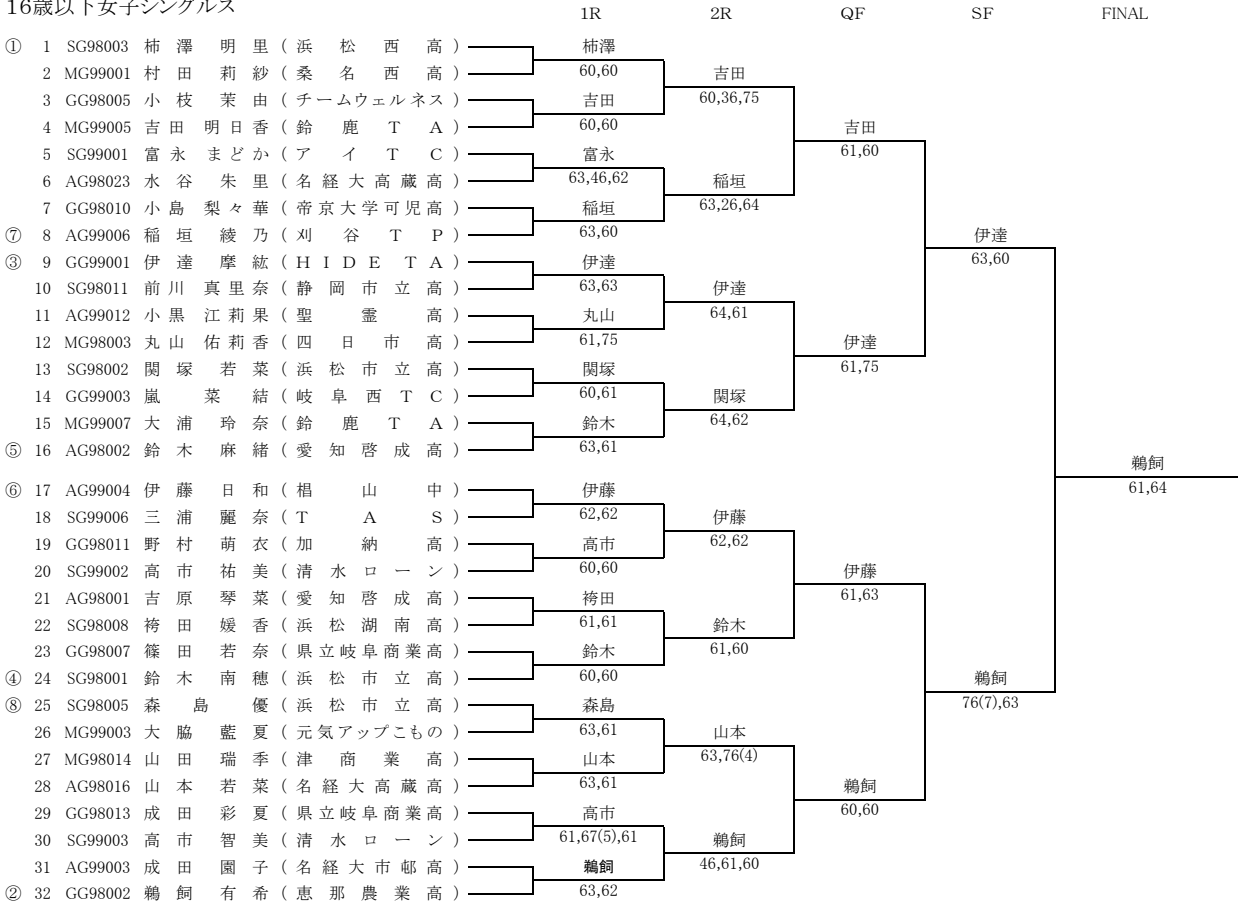 16歳以下女子シングルス
1R 2R QF SF FINAL
① 1 SG98003 柿澤 明里 (浜松西高) 柿澤
60,60
2 MG99001 村田 莉紗 (桑名西高) 吉田
60,36,75
3 GG98005 小枝 茉由 (チームウェルネス) 吉田
60,60
4 MG99005 吉田 明日香 (鈴鹿TA) 吉田
61,60
5 SG99001 富永 まどか (アイTC) 富永
63,46,62
6 AG98023 水谷 朱里 (名経大高蔵高) 稲垣
63,26,64
7 GG98010 小島 梨々華 (帝京大学可児高) 稲垣
63,60
⑦ 8 AG99006 稲垣 綾乃 (刈谷TP) 伊達
63,60
③ 9 GG99001 伊達 摩紘 (HIDETA) 伊達
63,63
10 SG98011 前川 真里奈 (静岡市立高) 伊達
64,61
11 AG99012 小黒 江莉果 (聖霊高) 丸山
61,75
12 MG98003 丸山 佑莉香 (四日市高) 伊達
61,75
13 SG98002 関塚 若菜 (浜松市立高) 関塚
60,61
14 GG99003 嵐 菜結 (岐阜西TC) 関塚
64,62
15 MG99007 大浦 玲奈 (鈴鹿TA) 鈴木
63,61
⑤ 16 AG98002 鈴木 麻緒 (愛知啓成高)
鵜飼
61,64
⑥ 17 AG99004 伊藤 日和 (椙山中) 伊藤
62,62
18 SG99006 三浦 麗奈 (TAS) 伊藤
62,62
19 GG98011 野村 萌衣 (加納高) 高市
60,60
20 SG99002 高市 祐美 (清水ローン) 伊藤
61,63
21 AG98001 吉原 琴菜 (愛知啓成高) 袴田
61,61
22 SG98008 袴田 媛香 (浜松湖南高) 鈴木
61,60
23 GG98007 篠田 若奈 (県立岐阜商業高) 鈴木
60,60
④ 24 SG98001 鈴木 南穂 (浜松市立高) 鵜飼
76(7),63
⑧ 25 SG98005 森島 優 (浜松市立高) 森島
63,61
26 MG99003 大脇 藍夏 (元気アップこもの) 山本
63,76(4)
27 MG98014 山田 瑞季 (津商業高) 山本
63,61
28 AG98016 山本 若菜 (名経大高蔵高) 鵜飼
60,60
29 GG98013 成田 彩夏 (県立岐阜商業高) 高市
61,67(5),61
30 SG99003 高市 智美 (清水ローン) 鵜飼
46,61,60
31 AG99003 成田 園子 (名経大市邨高) 鵜飼
63,62
② 32 GG98002 鵜飼 有希 (恵那農業高)